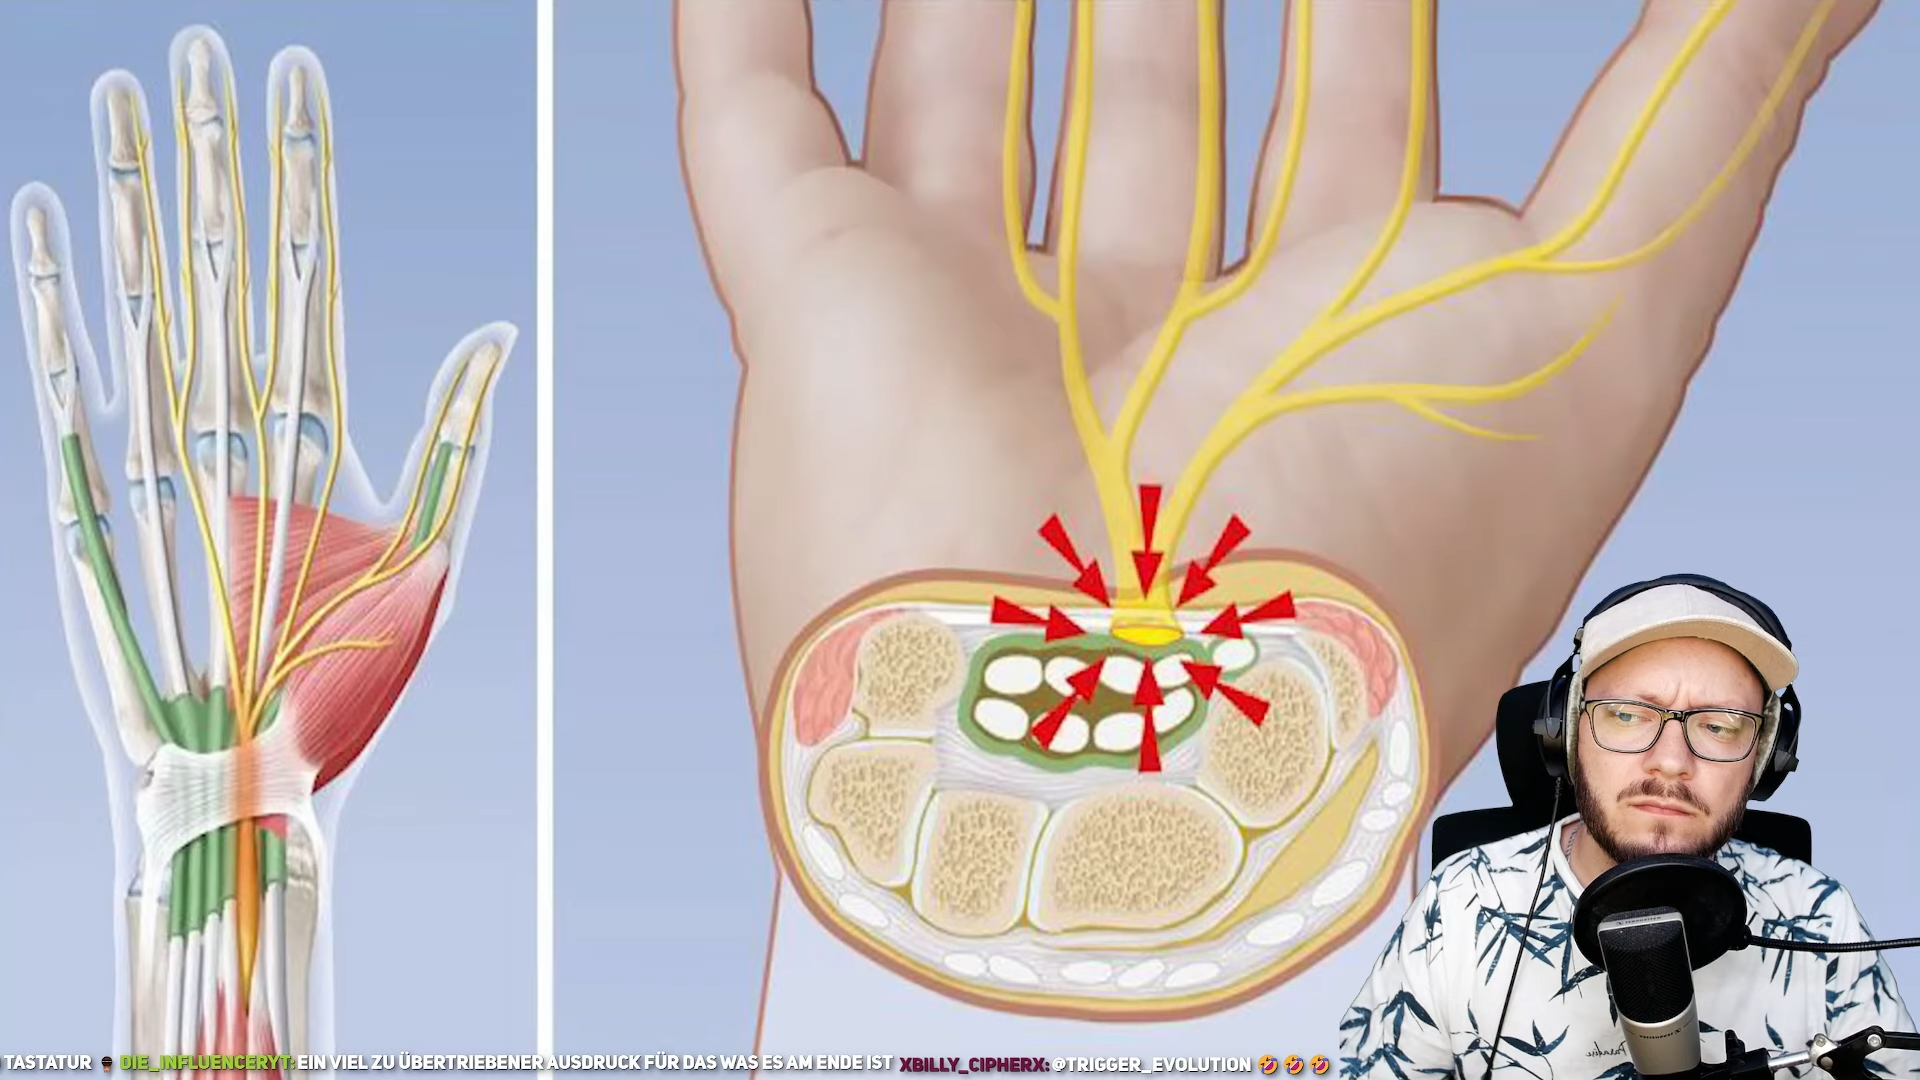 TASTATUR DIE_INFLUENCERYT: EIN VIEL ZU ÜBERTRIEBENER AUSDRUCK FÜR DAS WAS ES AM ENDE IST XBILLY_CIPHERX: @TRIGGER_EVOLUTION 🤣 🤣 🤣